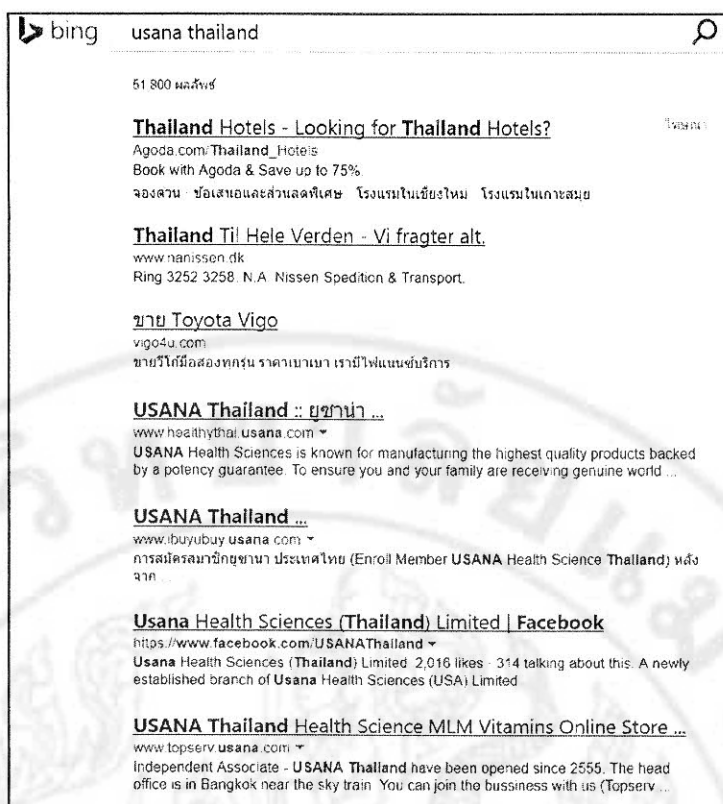 bing usana thailand
51 800 ผลลัพธ์
Thailand Hotels - Looking for Thailand Hotels? โฆษณา
Agoda.com/Thailand_Hotels
Book with Agoda & Save up to 75%.
จองด่วน · ข้อเสนอและส่วนลดพิเศษ · โรงแรมในเชียงใหม่ · โรงแรมในเกาะสมุย
Thailand Til Hele Verden - Vi fragter alt.
www.nanissen.dk
Ring 3252 3258. N.A. Nissen Spedition & Transport.
ขาย Toyota Vigo
vigo4u.com
ขายวีโก้มือสองทุกรุ่น ราคาเบาเบา เรามีไฟแนนซ์บริการ
USANA Thailand :: ยูซาน่า ...
www.healthythai.usana.com
USANA Health Sciences is known for manufacturing the highest quality products backed
by a potency guarantee. To ensure you and your family are receiving genuine world ...
USANA Thailand ...
www.ibuyubuy.usana.com
การสมัครสมาชิกยูซานา ประเทศไทย (Enroll Member USANA Health Science Thailand) หลัง
จาก ...
Usana Health Sciences (Thailand) Limited | Facebook
https://www.facebook.com/USANAThailand
Usana Health Sciences (Thailand) Limited. 2,016 likes · 314 talking about this. A newly
established branch of Usana Health Sciences (USA) Limited
USANA Thailand Health Science MLM Vitamins Online Store ...
www.topserv.usana.com
Independent Associate - USANA Thailand have been opened since 2555. The head
office is in Bangkok near the sky train. You can join the bussiness with us (Topserv ...